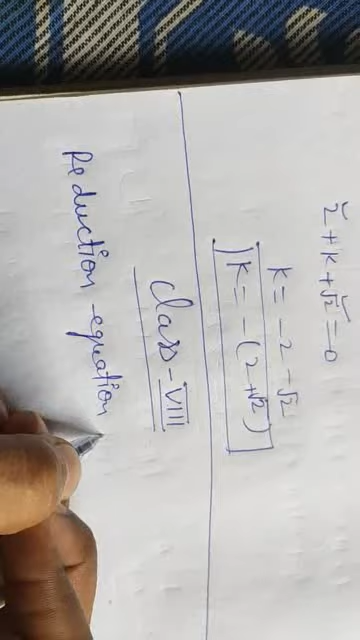 2 + k + √2 = 0
k = -2 - √2
k = -(2+√2)
Class - VIII
Reduction equation